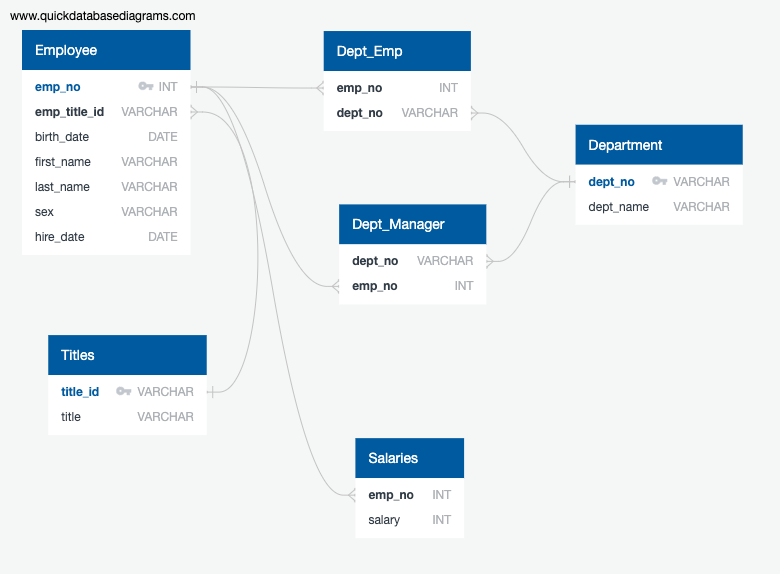 www.quickdatabasediagrams.com
Employee
emp_no INT
emp_title_id VARCHAR
birth_date DATE
first_name VARCHAR
last_name VARCHAR
sex VARCHAR
hire_date DATE
Dept_Emp
emp_no INT
dept_no VARCHAR
Department
dept_no VARCHAR
dept_name VARCHAR
Dept_Manager
dept_no VARCHAR
emp_no INT
Titles
title_id VARCHAR
title VARCHAR
Salaries
emp_no INT
salary INT